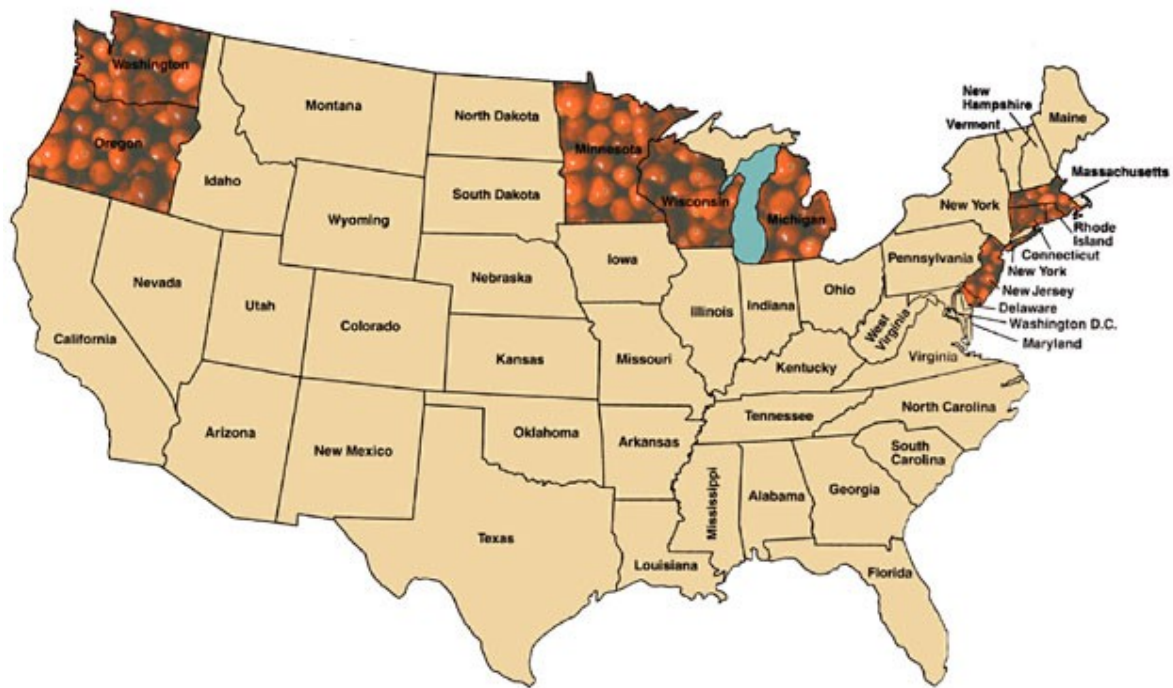 Washington
Oregon
California
Nevada
Idaho
Montana
Wyoming
Utah
Arizona
Colorado
New Mexico
North Dakota
South Dakota
Nebraska
Kansas
Oklahoma
Texas
Minnesota
Iowa
Missouri
Arkansas
Louisiana
Wisconsin
Illinois
Michigan
Indiana
Ohio
Kentucky
Tennessee
Mississippi
Alabama
Georgia
Florida
South
Carolina
North Carolina
Virginia
West
Virginia
Pennsylvania
New York
Vermont
New
Hampshire
Maine
Massachusetts
Rhode
Island
Connecticut
New York
New Jersey
Delaware
Washington D.C.
Maryland